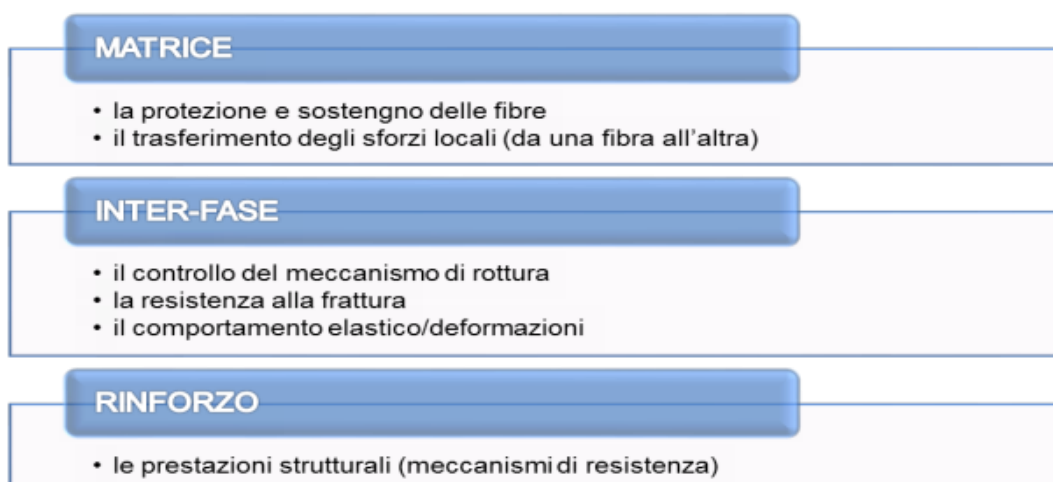 MATRICE
• la protezione e sostengno delle fibre
• il trasferimento degli sforzi locali (da una fibra all'altra)
INTER-FASE
• il controllo del meccanismo di rottura
• la resistenza alla frattura
• il comportamento elastico/deformazioni
RINFORZO
• le prestazioni strutturali (meccanismi di resistenza)